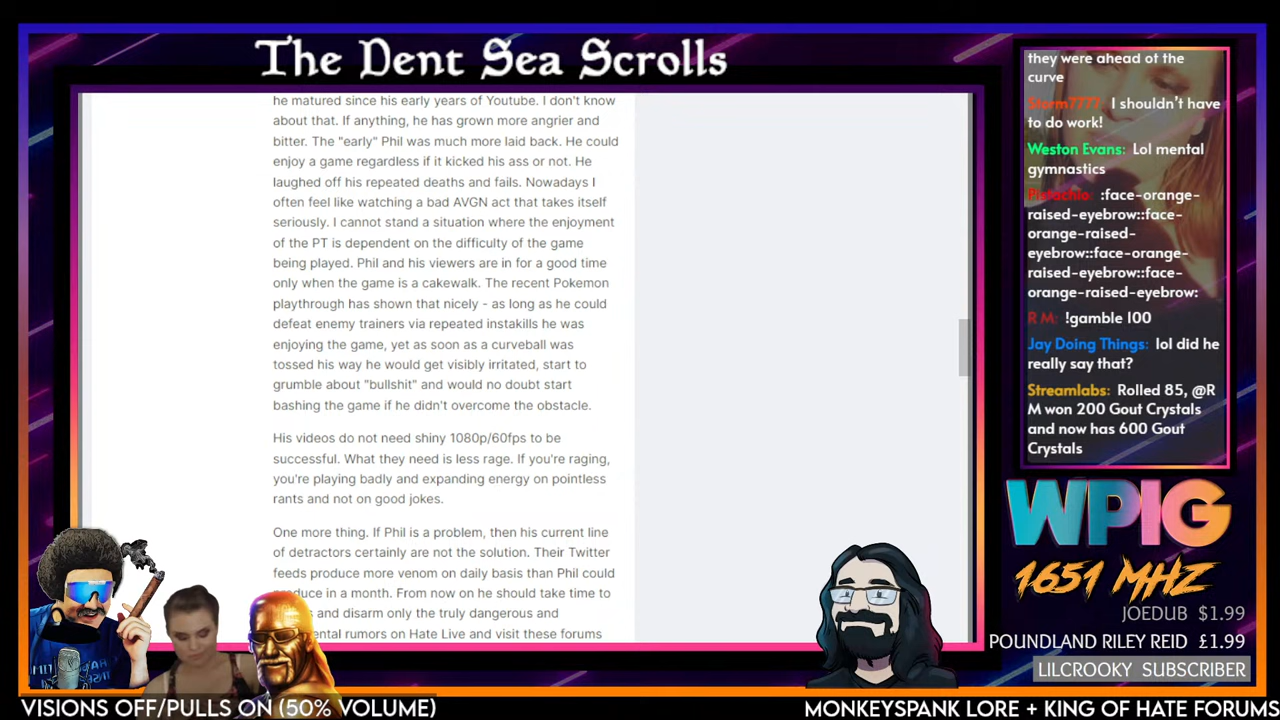 The Dent Sea Scrolls
he matured since his early years of Youtube. I don't know
about that. If anything, he has grown more angrier and
bitter. The "early" Phil was much more laid back. He could
enjoy a game regardless if it kicked his ass or not. He
laughed off his repeated deaths and fails. Nowadays I
often feel like watching a bad AVGN act that takes itself
seriously. I cannot stand a situation where the enjoyment
of the PT is dependent on the difficulty of the game
being played. Phil and his viewers are in for a good time
only when the game is a cakewalk. The recent Pokemon
playthrough has shown that nicely - as long as he could
defeat enemy trainers via repeated instakills he was
enjoying the game, yet as soon as a curveball was
tossed his way he would get visibly irritated, start to
grumble about "bullshit" and would no doubt start
bashing the game if he didn't overcome the obstacle.
His videos do not need shiny 1080p/60fps to be
successful. What they need is less rage. If you're raging,
you're playing badly and expanding energy on pointless
rants and not on good jokes.
One more thing. If Phil is a problem, then his current line
of detractors certainly are not the solution. Their Twitter
feeds produce more venom on daily basis than Phil could
in a month. From now on he should take time to
and disarm only the truly dangerous and
rumors on Hate Live and visit these forums
they were ahead of the
curve
Storm7777: I shouldn't have
to do work!
Weston Evans: Lol mental
gymnastics
Pistachio: :face-orange-
raised-eyebrow::face-
orange-raised-
eyebrow::face-orange-
raised-eyebrow::face-
orange-raised-eyebrow:
R M: !gamble 100
Jay Doing Things: lol did he
really say that?
Streamlabs: Rolled 85, @R
M won 200 Gout Crystals
and now has 600 Gout
Crystals
WPIG
1651 MHZ
JOEDUB $1.99
POUNDLAND RILEY REID £1.99
LILCROOKY SUBSCRIBER
VISIONS OFF/PULLS ON (50% VOLUME)
MONKEYSPANK LORE + KING OF HATE FORUMS